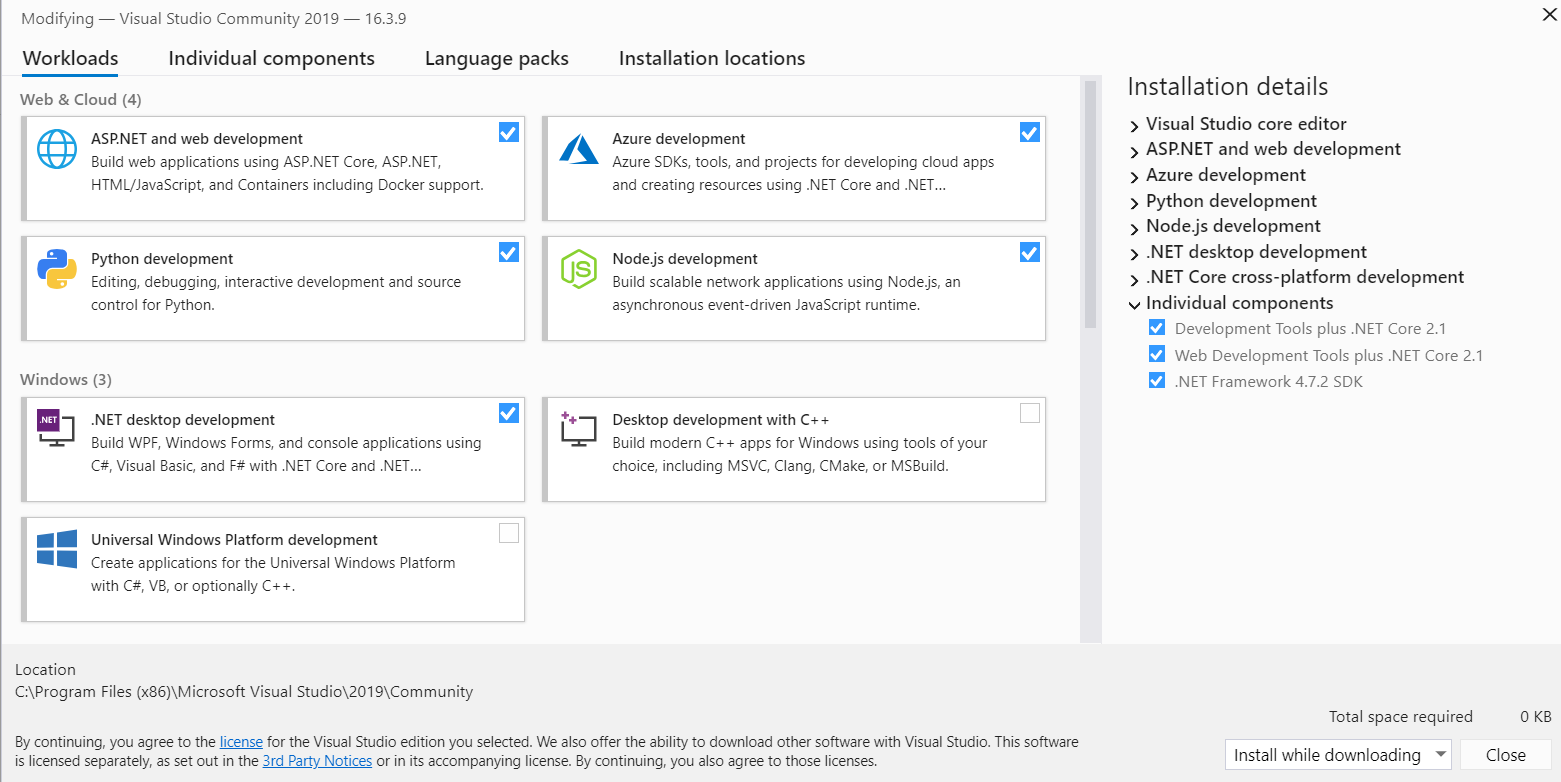 Modifying — Visual Studio Community 2019 — 16.3.9
Workloads
Individual components
Language packs
Installation locations
Web & Cloud (4)
ASP.NET and web development
Build web applications using ASP.NET Core, ASP.NET,
HTML/JavaScript, and Containers including Docker support.
Azure development
Azure SDKs, tools, and projects for developing cloud apps
and creating resources using .NET Core and .NET...
Python development
Editing, debugging, interactive development and source
control for Python.
JS
Node.js development
Build scalable network applications using Node.js, an
asynchronous event-driven JavaScript runtime.
Windows (3)
.NET
.NET desktop development
Build WPF, Windows Forms, and console applications using
C#, Visual Basic, and F# with .NET Core and .NET...
Desktop development with C++
Build modern C++ apps for Windows using tools of your
choice, including MSVC, Clang, CMake, or MSBuild.
Universal Windows Platform development
Create applications for the Universal Windows Platform
with C#, VB, or optionally C++.
Installation details
Visual Studio core editor
ASP.NET and web development
Azure development
Python development
Node.js development
.NET desktop development
.NET Core cross-platform development
Individual components
Development Tools plus .NET Core 2.1
Web Development Tools plus .NET Core 2.1
.NET Framework 4.7.2 SDK
Location
C:\Program Files (x86)\Microsoft Visual Studio\2019\Community
Total space required 0 KB
By continuing, you agree to the license for the Visual Studio edition you selected. We also offer the ability to download other software with Visual Studio. This software
is licensed separately, as set out in the 3rd Party Notices or in its accompanying license. By continuing, you also agree to those licenses.
Install while downloading
Close